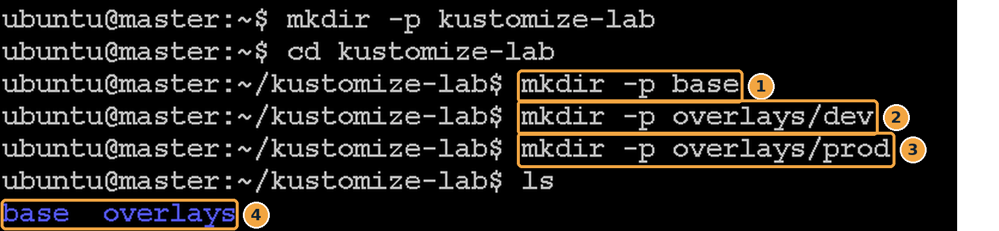 ubuntu@master:~$ mkdir -p kustomize-lab
ubuntu@master:~$ cd kustomize-lab
ubuntu@master:~/kustomize-lab$ mkdir -p base 1
ubuntu@master:~/kustomize-lab$ mkdir -p overlays/dev 2
ubuntu@master:~/kustomize-lab$ mkdir -p overlays/prod 3
ubuntu@master:~/kustomize-lab$ ls
base  overlays 4